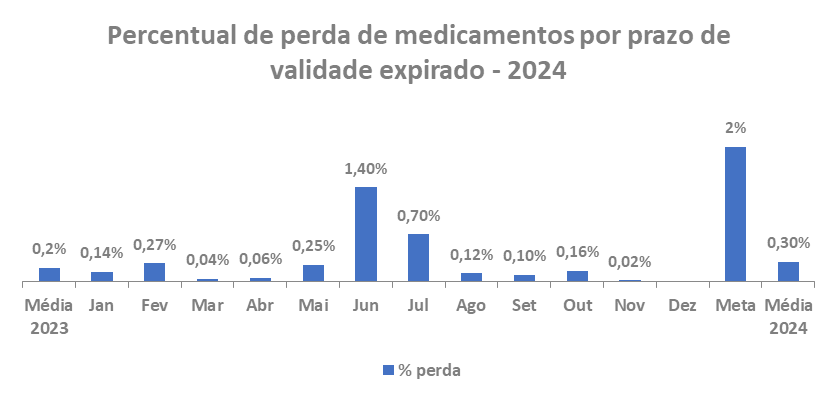 Percentual de perda de medicamentos por prazo de
validade expirado - 2024
0,2%
0,14%
0,27%
0,04%
0,06%
0,25%
1,40%
0,70%
0,12%
0,10%
0,16%
0,02%
2%
0,30%
Média
2023
Jan
Fev
Mar
Abr
Mai
Jun
Jul
Ago
Set
Out
Nov
Dez
Meta
Média
2024
% perda